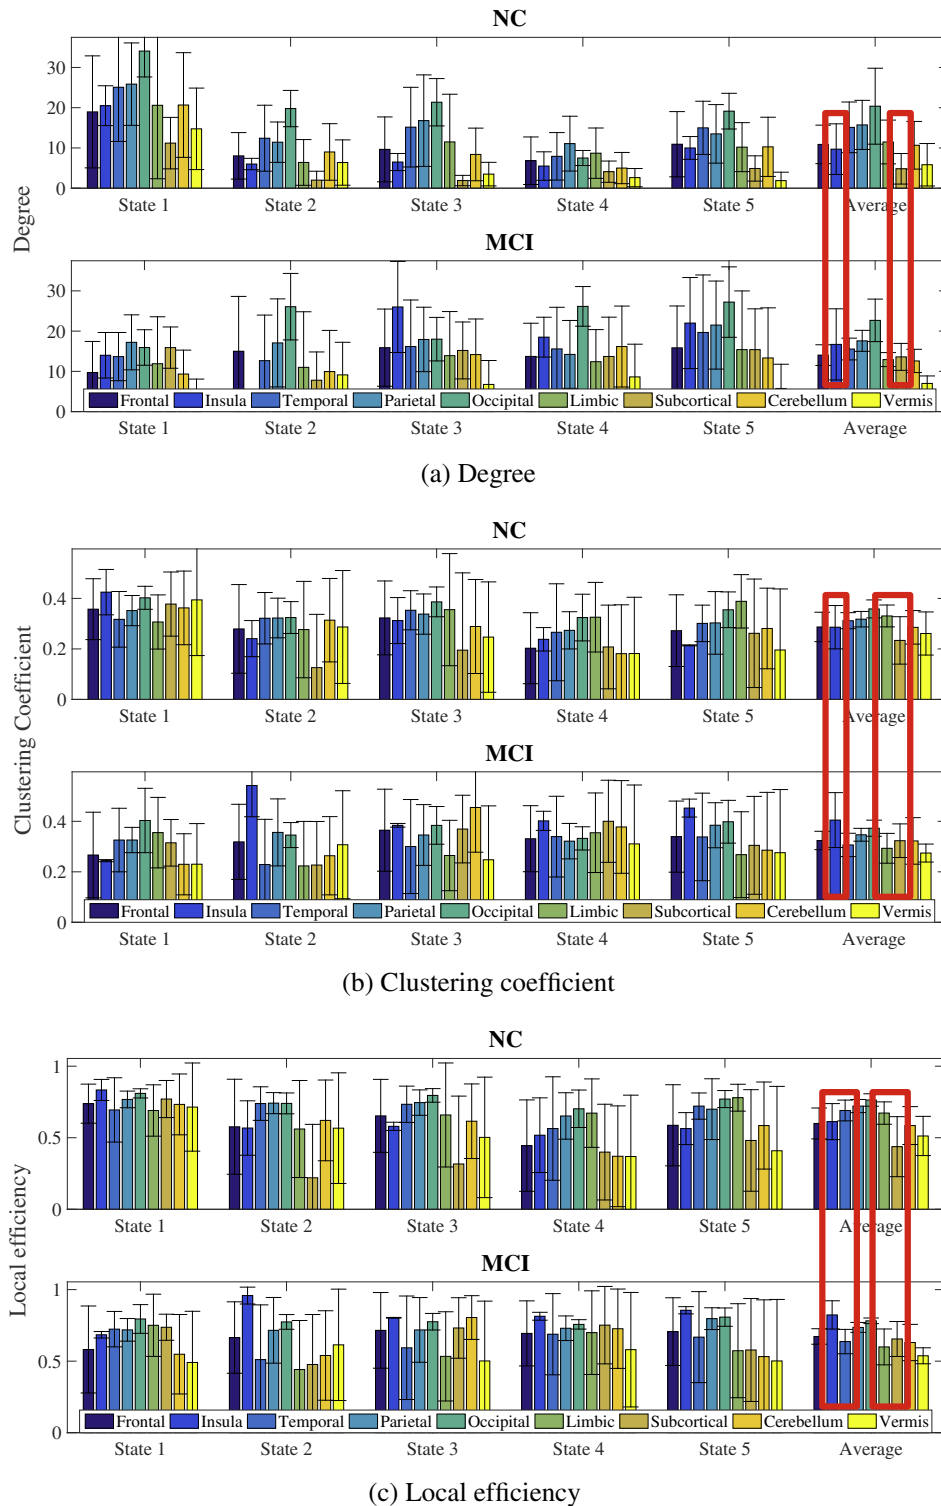 NC
Degree
30
20
10
0
State 1 State 2 State 3 State 4 State 5 Average
MCI
30
20
10
0
Frontal Insula Temporal Parietal Occipital Limbic Subcortical Cerebellum Vermis
State 1 State 2 State 3 State 4 State 5 Average
(a) Degree
NC
Clustering Coefficient
0.4
0.2
0
State 1 State 2 State 3 State 4 State 5 Average
MCI
0.4
0.2
0
Frontal Insula Temporal Parietal Occipital Limbic Subcortical Cerebellum Vermis
State 1 State 2 State 3 State 4 State 5 Average
(b) Clustering coefficient
NC
Local efficiency
1
0.5
0
State 1 State 2 State 3 State 4 State 5 Average
MCI
1
0.5
0
Frontal Insula Temporal Parietal Occipital Limbic Subcortical Cerebellum Vermis
State 1 State 2 State 3 State 4 State 5 Average
(c) Local efficiency